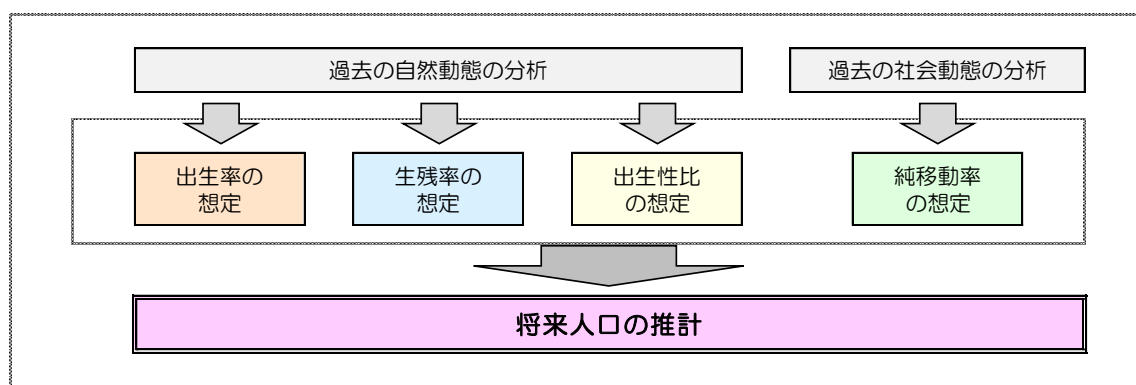 過去の自然動態の分析
過去の社会動態の分析
出生率の
想定
生残率の
想定
出生性比
の想定
純移動率
の想定
将来人口の推計